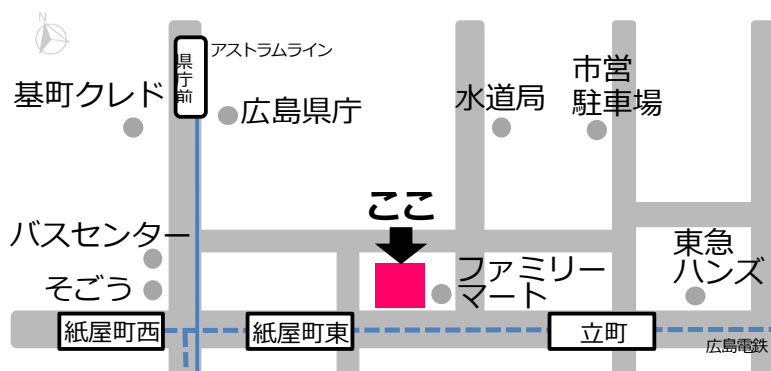 N
アストラムライン
県庁前
基町クレド
広島県庁
水道局
市営
駐車場
ここ
バスセンター
そごう
ファミリー
マート
東急
ハンズ
紙屋町西
紙屋町東
立町
広島電鉄